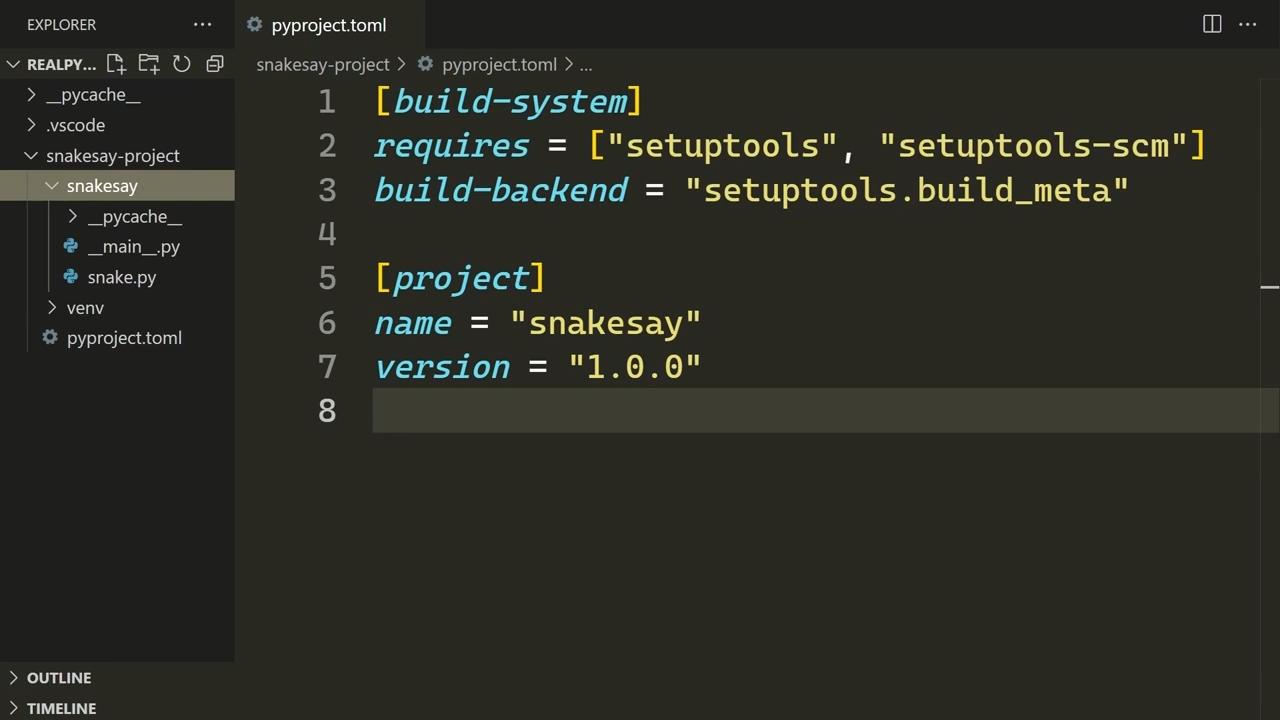 EXPLORER
pyproject.toml
REALPY...
snakesay-project pyproject.toml ...
__pycache__
.vscode
snakesay-project
snakesay
__pycache__
__main__.py
snake.py
venv
pyproject.toml
1 [build-system]
2 requires = ["setuptools", "setuptools-scm"]
3 build-backend = "setuptools.build_meta"
4
5 [project]
6 name = "snakesay"
7 version = "1.0.0"
8
OUTLINE
TIMELINE